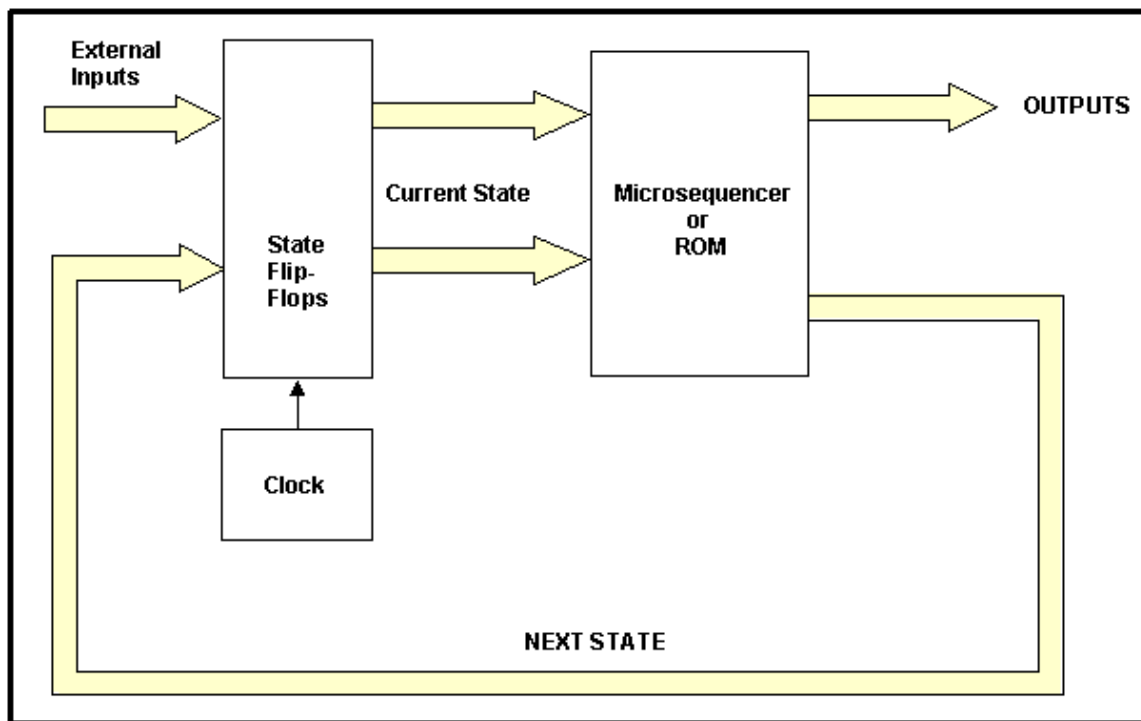 External
Inputs
OUTPUTS
Current State
Microsequencer
or
ROM
State
Flip-
Flops
Clock
NEXT STATE